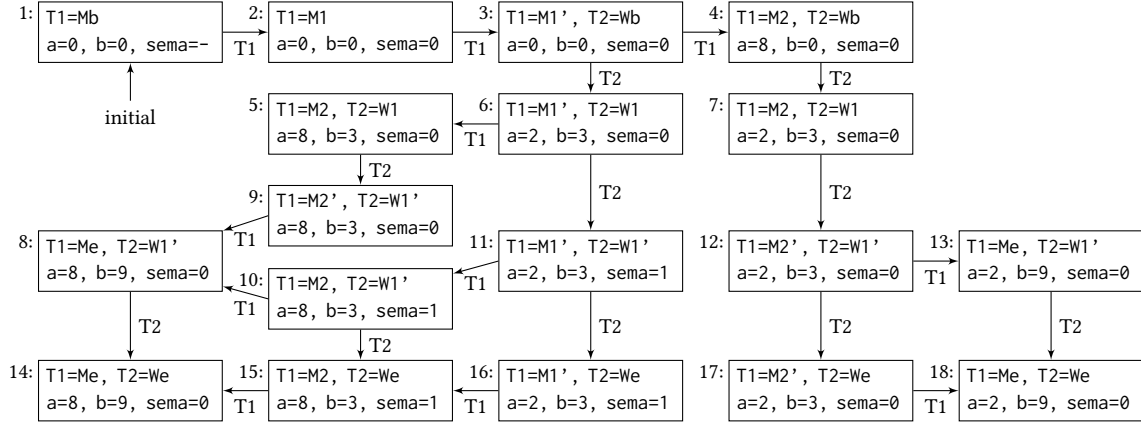 1: T1=Mb
a=0, b=0, sema=-
T1
2: T1=M1
a=0, b=0, sema=0
T1
3: T1=M1', T2=Wb
a=0, b=0, sema=0
T1
4: T1=M2, T2=Wb
a=8, b=0, sema=0
initial
T2
T2
5: T1=M2, T2=W1
a=8, b=3, sema=0
T1
6: T1=M1', T2=W1
a=2, b=3, sema=0
7: T1=M2, T2=W1
a=2, b=3, sema=0
T2
T2
T2
9: T1=M2', T2=W1'
a=8, b=3, sema=0
T1
8: T1=Me, T2=W1'
a=8, b=9, sema=0
T1
10: T1=M2, T2=W1'
a=8, b=3, sema=1
T1
11: T1=M1', T2=W1'
a=2, b=3, sema=1
12: T1=M2', T2=W1'
a=2, b=3, sema=0
T1
13: T1=Me, T2=W1'
a=2, b=9, sema=0
T2
T2
T2
T2
T2
14: T1=Me, T2=We
a=8, b=9, sema=0
T1
15: T1=M2, T2=We
a=8, b=3, sema=1
T1
16: T1=M1', T2=We
a=2, b=3, sema=1
17: T1=M2', T2=We
a=2, b=3, sema=0
T1
18: T1=Me, T2=We
a=2, b=9, sema=0